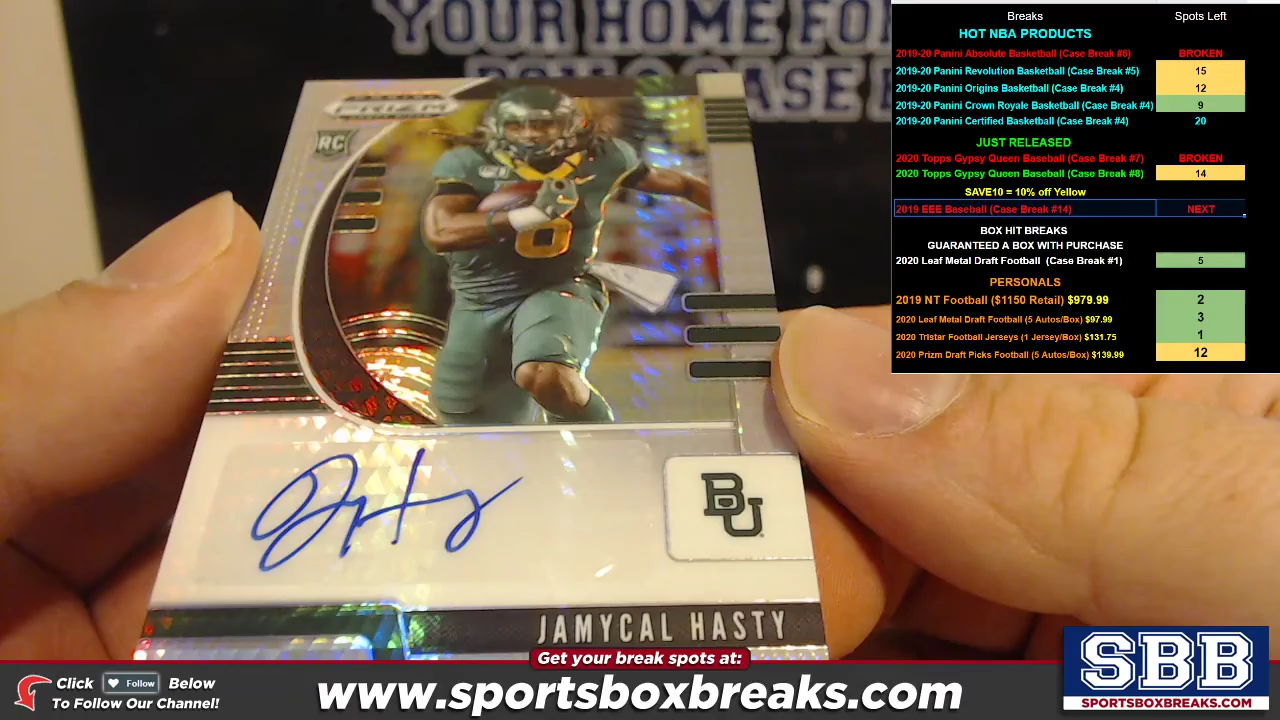 YOUR HOME FO
CASE B
Breaks Spots Left
HOT NBA PRODUCTS
2019-20 Panini Absolute Basketball (Case Break #6) BROKEN
2019-20 Panini Revolution Basketball (Case Break #5) 15
2019-20 Panini Origins Basketball (Case Break #4) 12
2019-20 Panini Crown Royale Basketball (Case Break #4) 9
2019-20 Panini Certified Basketball (Case Break #4) 20
JUST RELEASED
2020 Topps Gypsy Queen Baseball (Case Break #7) BROKEN
2020 Topps Gypsy Queen Baseball (Case Break #8) 14
SAVE10 = 10% off Yellow
2019 EEE Baseball (Case Break #14) NEXT
BOX HIT BREAKS
GUARANTEED A BOX WITH PURCHASE
2020 Leaf Metal Draft Football (Case Break #1) 5
PERSONALS
2019 NT Football ($1150 Retail) $979.99 2
2020 Leaf Metal Draft Football (5 Autos/Box) $97.99 3
2020 Tristar Football Jerseys (1 Jersey/Box) $131.75 1
2020 Prizm Draft Picks Football (5 Autos/Box) $139.99 12
PRIZM
RC
6
BU
JAMYCAL HASTY
Get your break spots at:
Click Follow Below
To Follow Our Channel!
www.sportsboxbreaks.com
SBB
SPORTSBOXBREAKS.COM